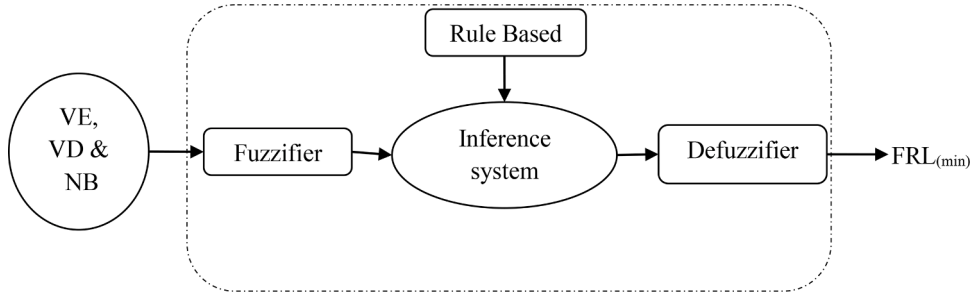 Rule Based
VE,
VD &
NB
Fuzzifier
Inference
system
Defuzzifier
FRL(min)